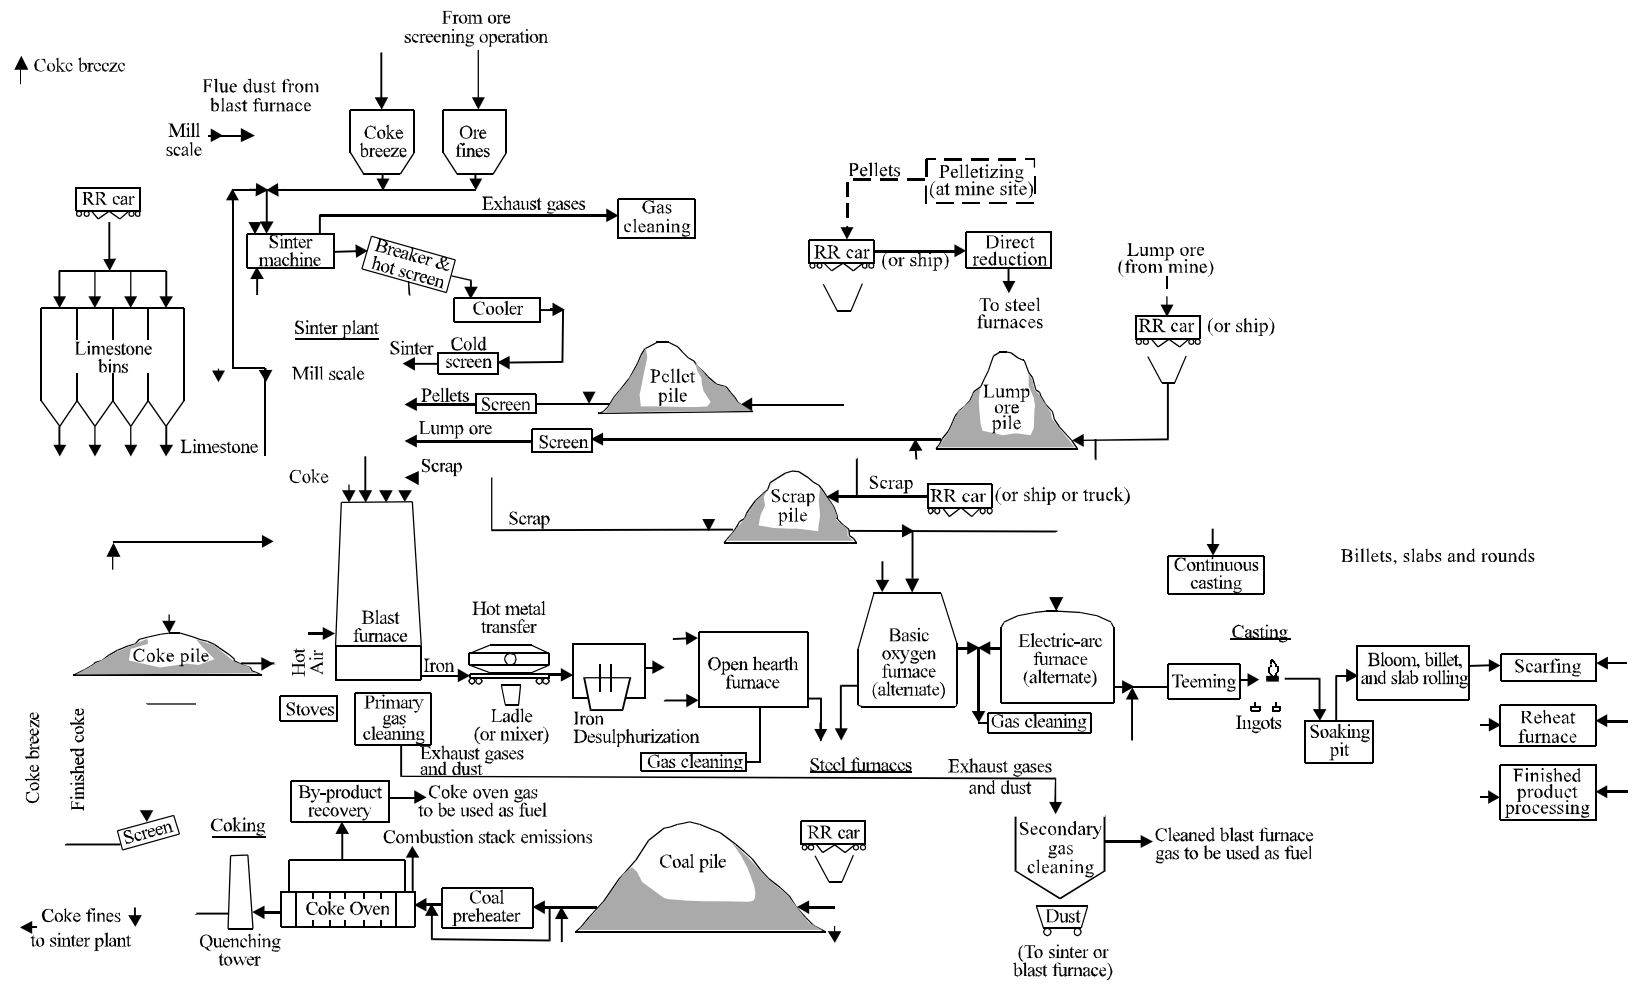 From ore
screening operation
Coke breeze
Flue dust from
blast furnace
Mill
scale
Coke
breeze
Ore
fines
Pellets
Pelletizing
(at mine site)
RR car
Exhaust gases
Gas
cleaning
Sinter
machine
Breaker &
hot screen
RR car
(or ship)
Direct
reduction
Lump ore
(from mine)
Cooler
To steel
furnaces
RR car
(or ship)
Sinter plant
Limestone
bins
Sinter
Cold
screen
Mill scale
Pellet
pile
Pellets
Screen
Lump
ore
pile
Lump ore
Screen
Limestone
Coke
Scrap
Scrap
pile
Scrap
RR car
(or ship or truck)
Scrap
Continuous
casting
Billets, slabs and rounds
Blast
furnace
Hot metal
transfer
Basic
oxygen
furnace
(alternate)
Electric-arc
furnace
(alternate)
Casting
Coke pile
Hot
Air
Iron
Open hearth
furnace
Bloom, billet,
and slab rolling
Scarfing
Teeming
Stoves
Primary
gas
cleaning
Ladle
(or mixer)
Iron
Desulphurization
Gas cleaning
Ingots
Soaking
pit
Reheat
furnace
Coke breeze
Finished coke
Exhaust gases
and dust
Gas cleaning
Steel furnaces
Exhaust gases
and dust
Finished
product
processing
By-product
recovery
Coke oven gas
to be used as fuel
Screen
Coking
Combustion stack emissions
RR car
Secondary
gas
cleaning
Cleaned blast furnace
gas to be used as fuel
Coal pile
Coke Oven
Coal
preheater
Coke fines
to sinter plant
Quenching
tower
Dust
(To sinter or
blast furnace)